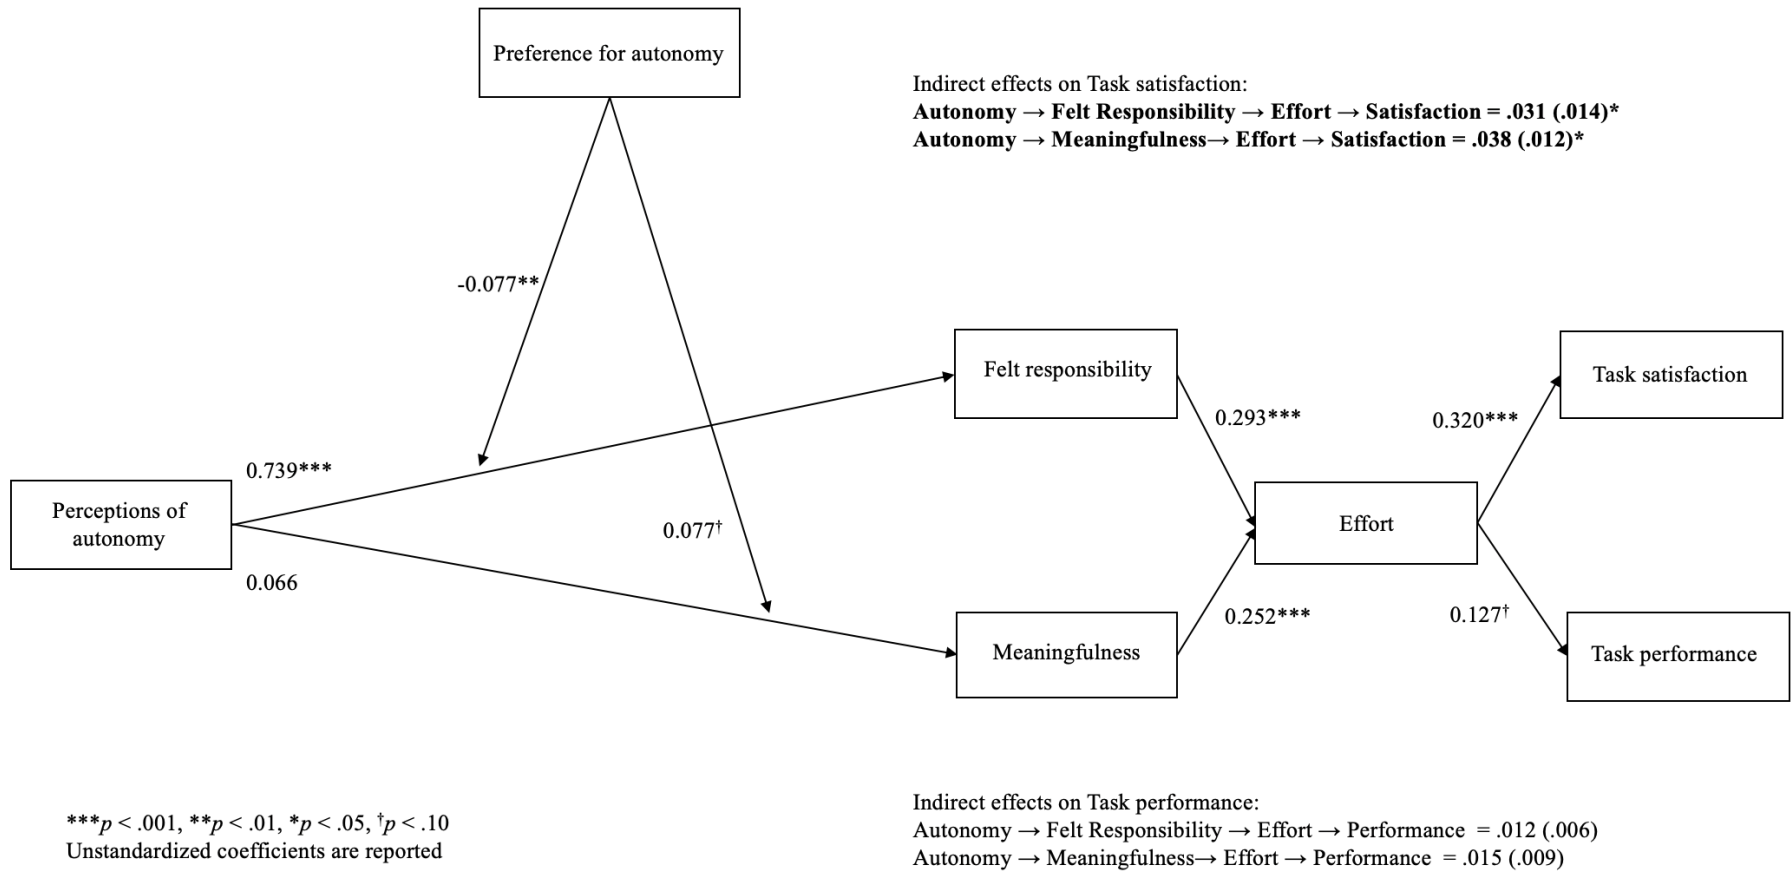 Preference for autonomy
Indirect effects on Task satisfaction:
Autonomy → Felt Responsibility → Effort → Satisfaction = .031 (.014)*
Autonomy → Meaningfulness→ Effort → Satisfaction = .038 (.012)*
-0.077**
Felt responsibility
Task satisfaction
0.293***
0.320***
0.739***
Perceptions of
autonomy
Effort
0.077†
0.066
0.252***
0.127†
Meaningfulness
Task performance
***p < .001, **p < .01, *p < .05, †p < .10
Unstandardized coefficients are reported
Indirect effects on Task performance:
Autonomy → Felt Responsibility → Effort → Performance = .012 (.006)
Autonomy → Meaningfulness→ Effort → Performance = .015 (.009)